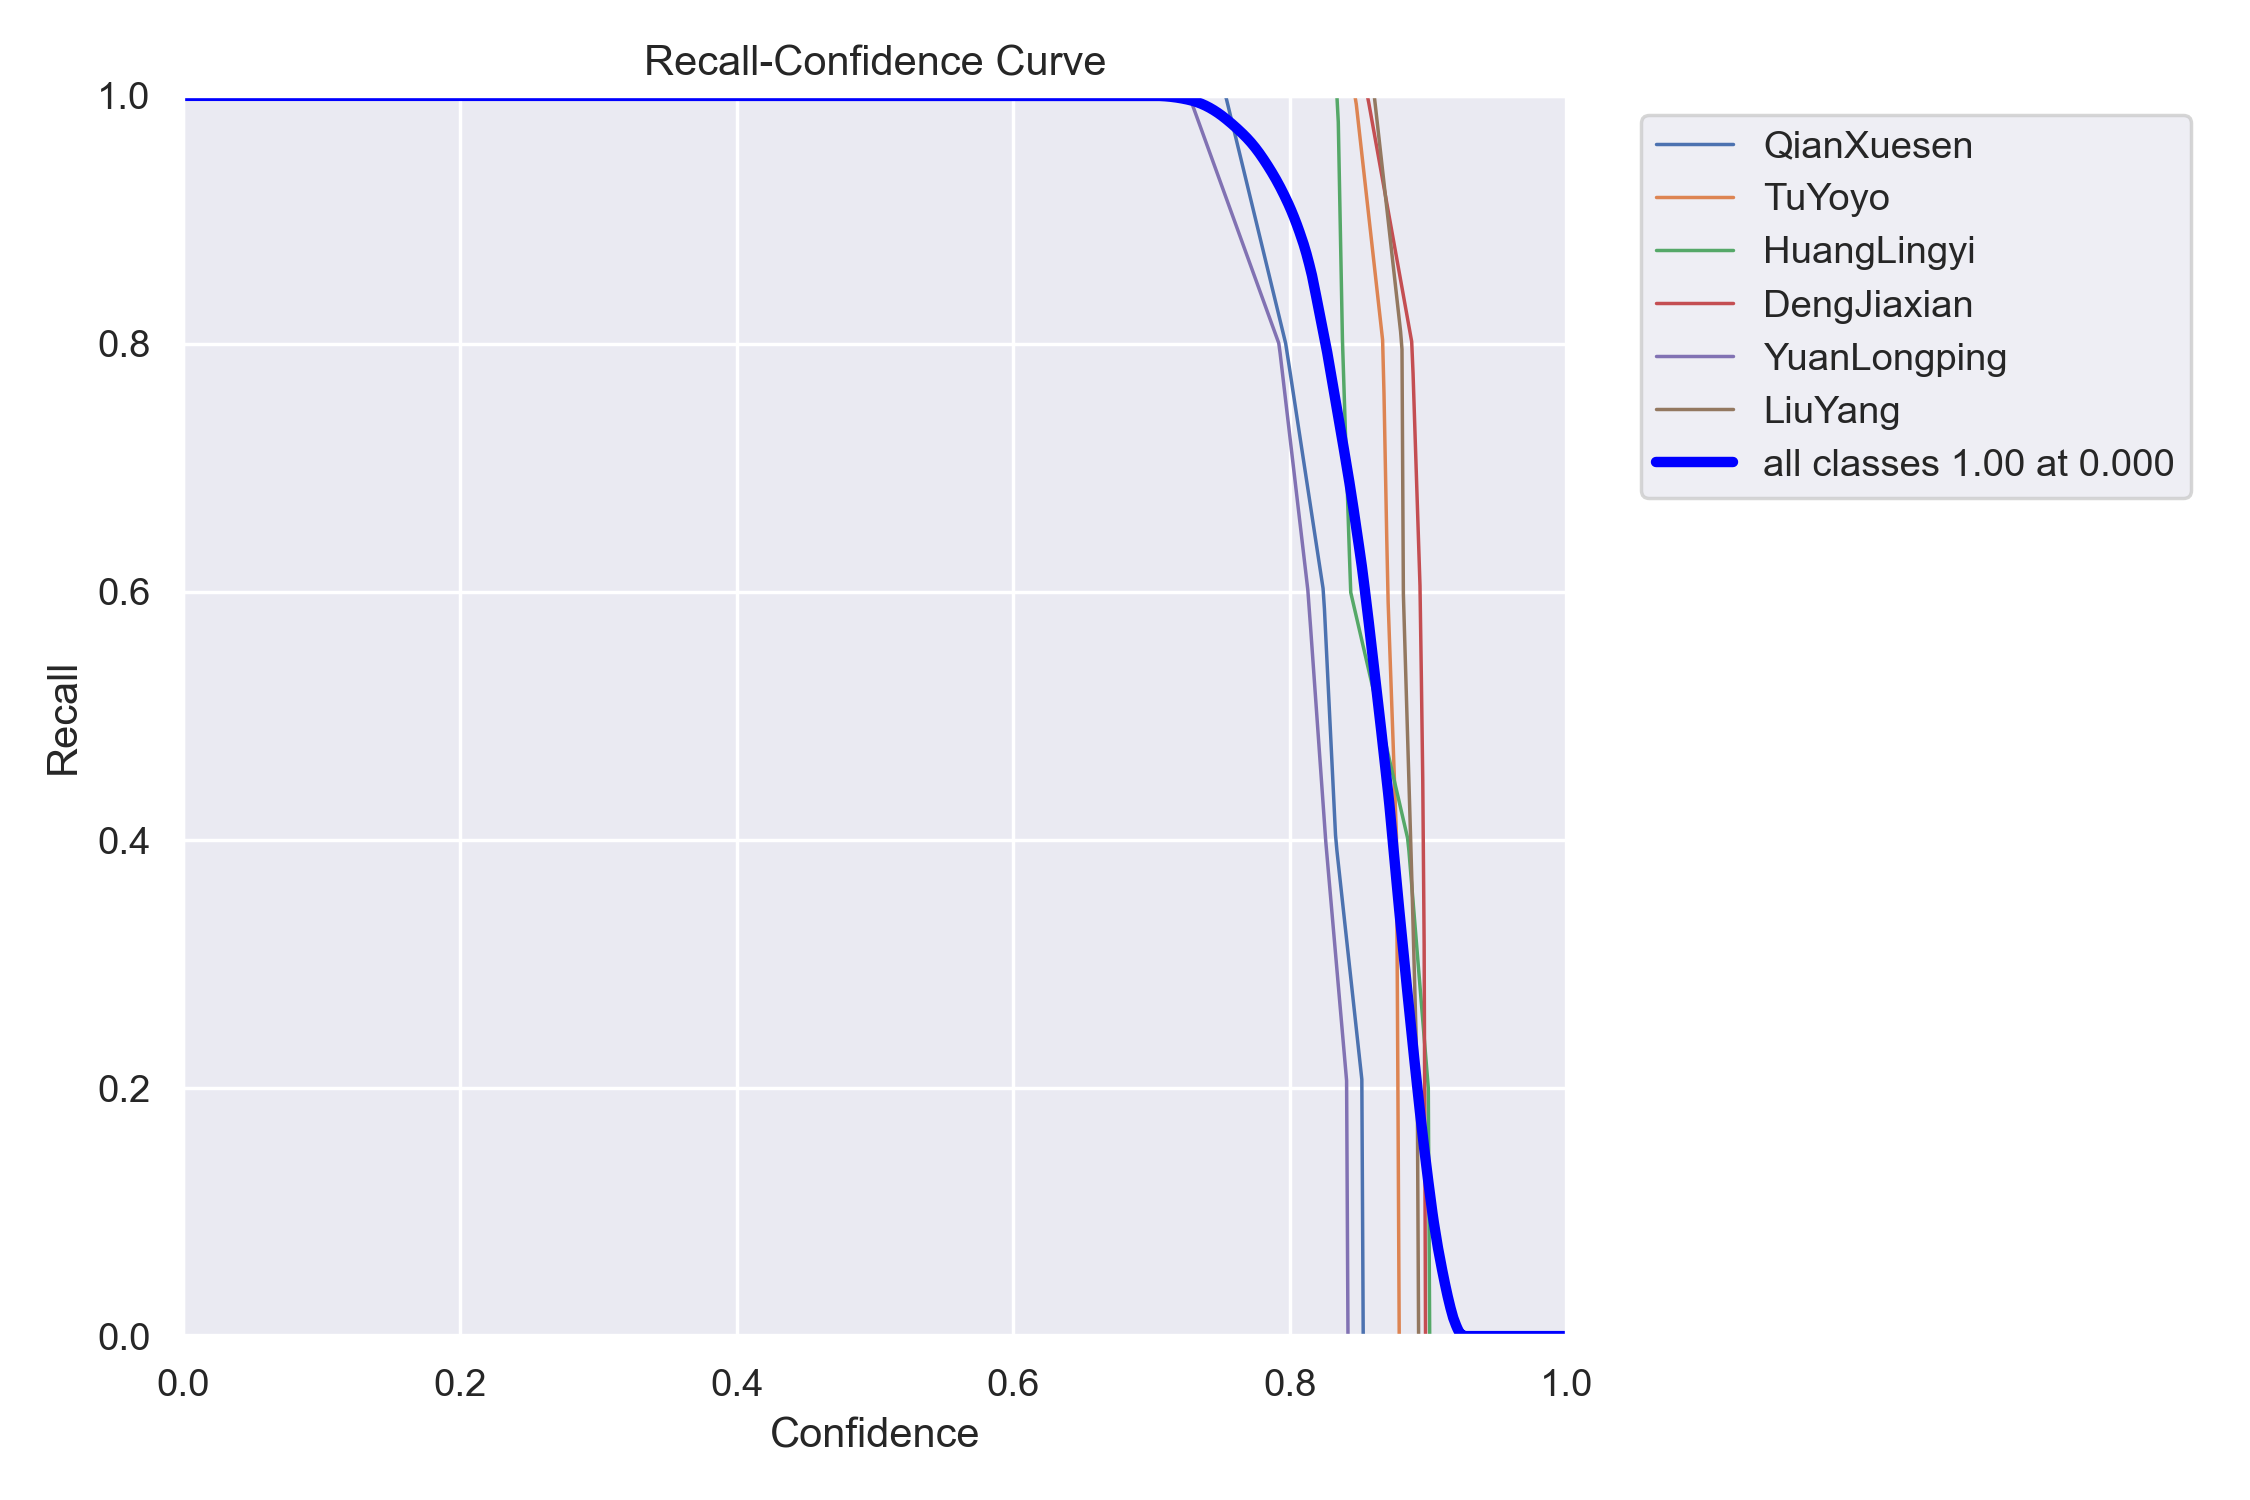 Recall-Confidence Curve
1.0
0.8
0.6
0.4
0.2
0.0
Recall
0.0 0.2 0.4 0.6 0.8 1.0
Confidence
QianXuesen
TuYoyo
HuangLingyi
DengJiaxian
YuanLongping
LiuYang
all classes 1.00 at 0.000